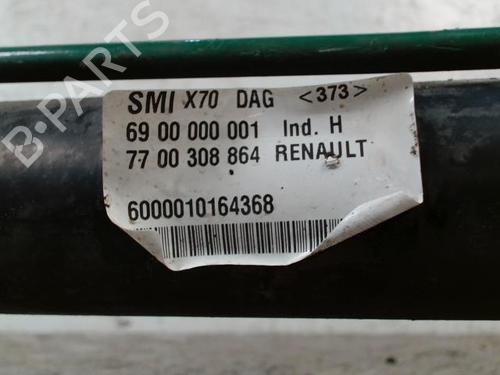 SMI X70 DAG <373>
69 00 000 001 Ind. H
77 00 308 864 RENAULT
6000010164368
B-PARTS